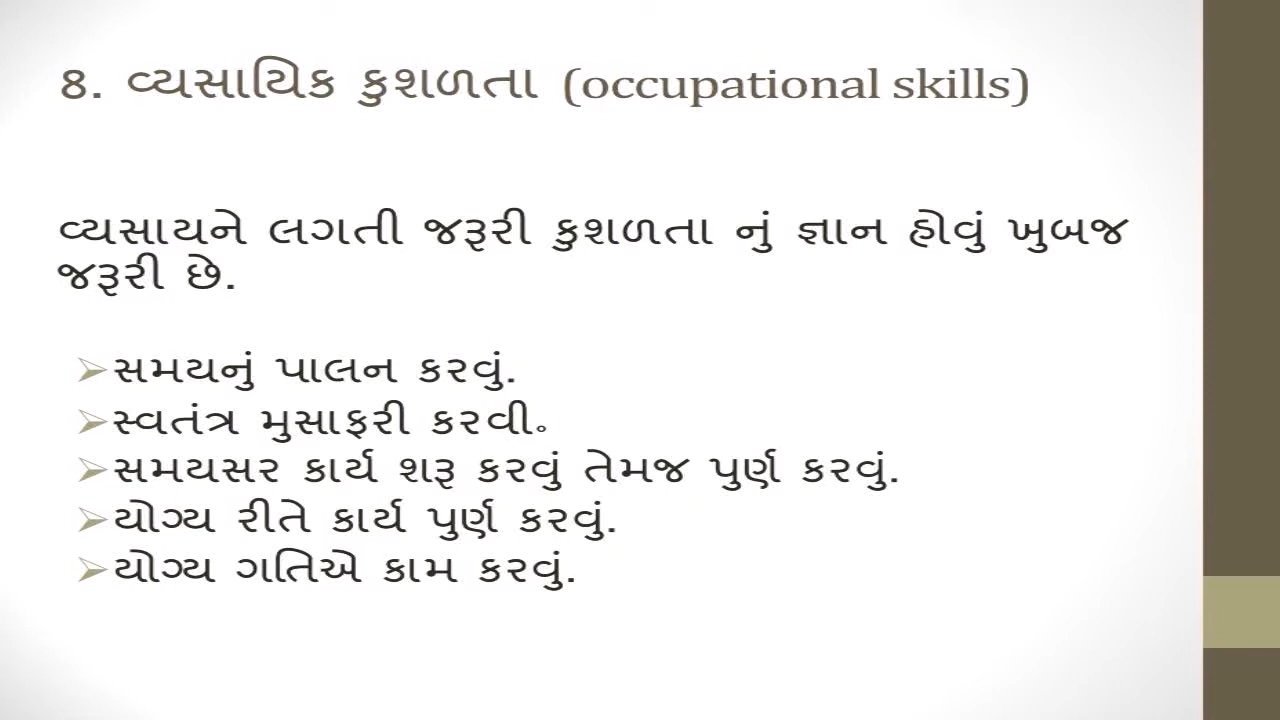 8. વ્યસાયિક કુશળતા (occupational skills)
વ્યસાયને લગતી જરૂરી કુશળતા નું જ્ઞાન હોવું ખુબજ
જરૂરી છે.
સમયનું પાલન કરવું.
સ્વતંત્ર મુસાફરી કરવી.
સમયસર કાર્ય શરૂ કરવું તેમજ પુર્ણ કરવું.
યોગ્ય રીતે કાર્ય પુર્ણ કરવું.
યોગ્ય ગતિએ કામ કરવું.